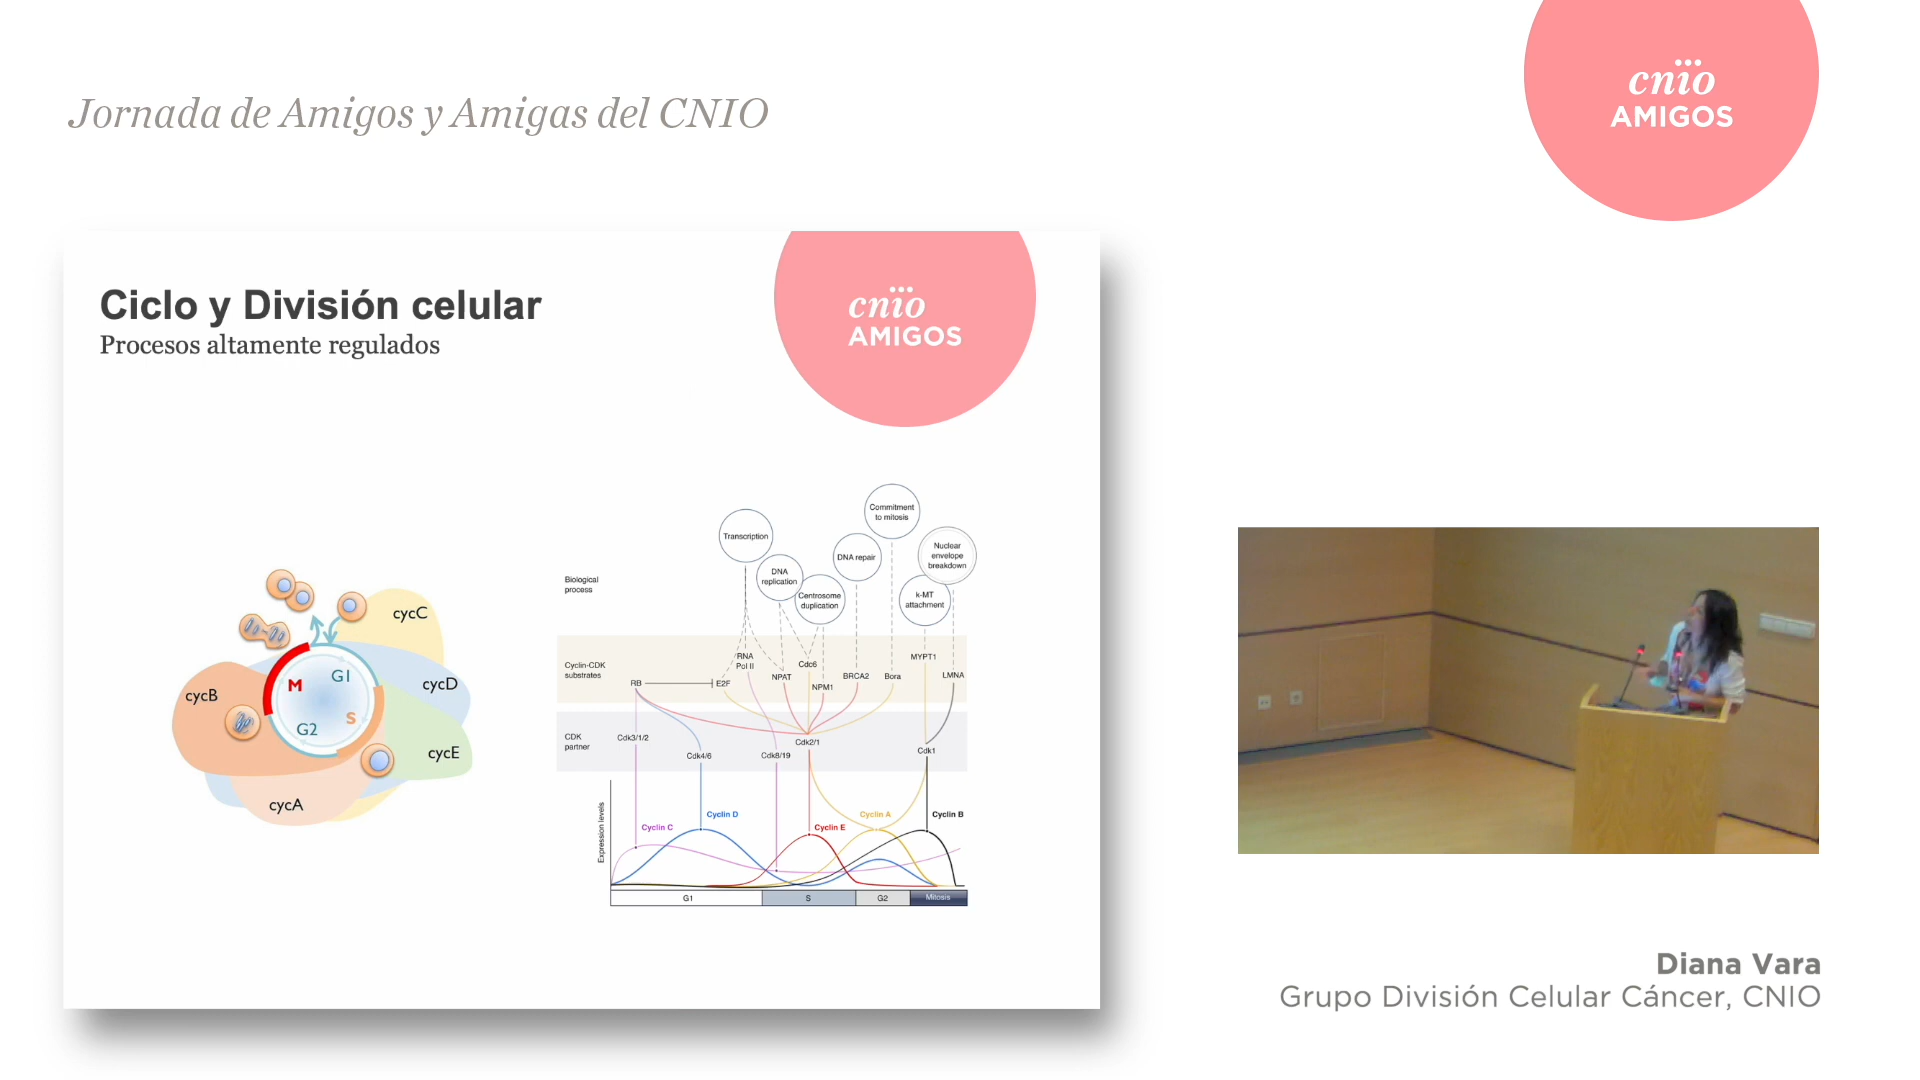 Jornada de Amigos y Amigas del CNIO
cnio
AMIGOS
Ciclo y División celular
Procesos altamente regulados
cnio
AMIGOS
cycC
cycD
cycE
cycA
cycB
M
G1
S
G2
Biological
process
Transcription
DNA
replication
Centrosome
duplication
DNA repair
Commitment
to mitosis
Nuclear
envelope
breakdown
k-MT
attachment
Cyclin-CDK
substrates
RB
E2F
RNA
Pol II
NPAT
Cdc6
NPM1
BRCA2
Bora
MYPT1
LMNA
CDK
partner
Cdk3/1/2
Cdk4/6
Cdk8/19
Cdk2/1
Cdk1
Expression levels
Cyclin C
Cyclin D
Cyclin E
Cyclin A
Cyclin B
G1
S
G2
Mitosis
Diana Vara
Grupo División Celular Cáncer, CNIO